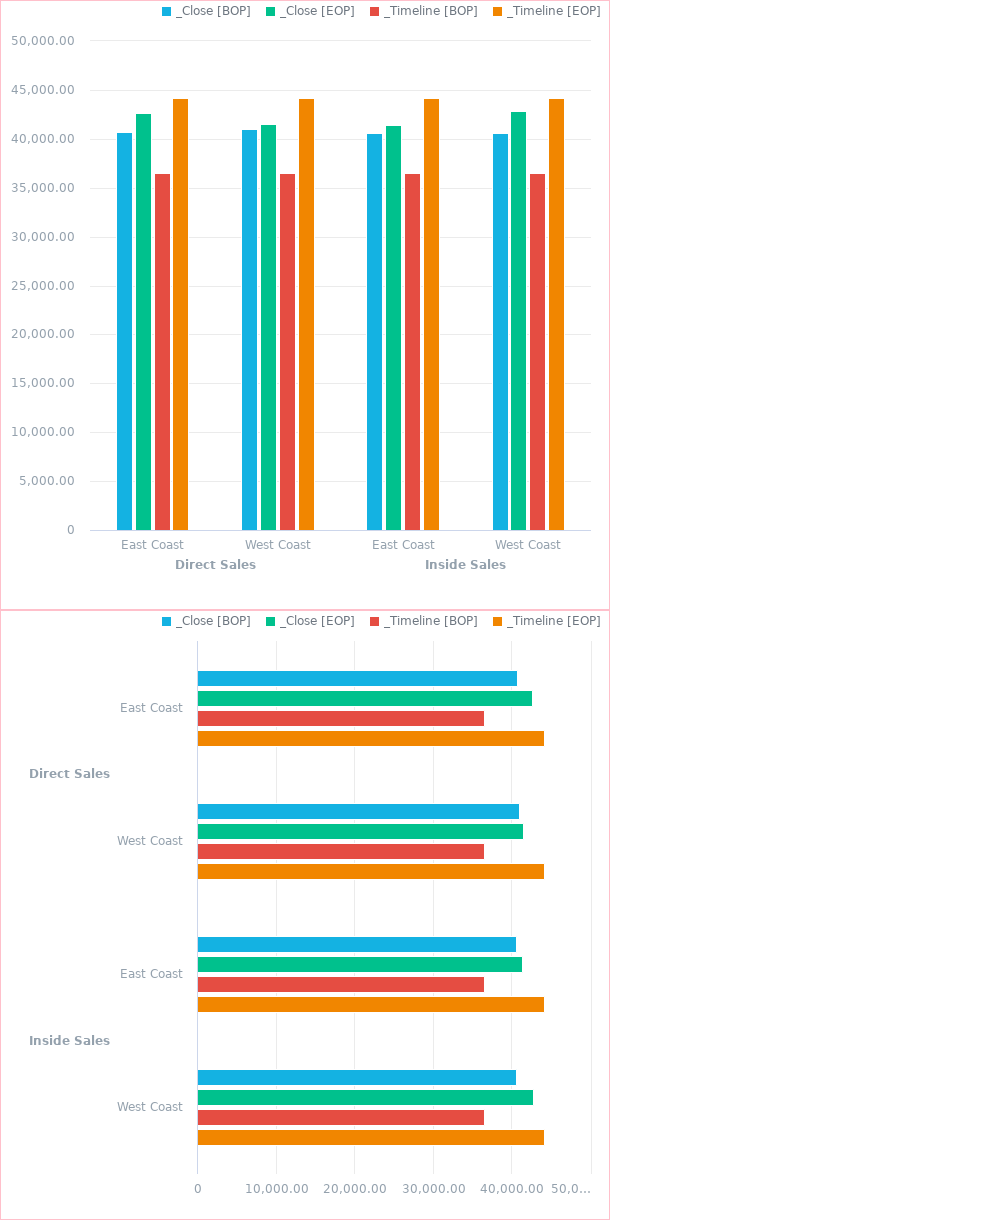 _Close [BOP] _Close [EOP] _Timeline [BOP] _Timeline [EOP]
50,000.00
45,000.00
40,000.00
35,000.00
30,000.00
25,000.00
20,000.00
15,000.00
10,000.00
5,000.00
0
East Coast West Coast East Coast West Coast
Direct Sales Inside Sales
_Close [BOP] _Close [EOP] _Timeline [BOP] _Timeline [EOP]
East Coast
Direct Sales
West Coast
East Coast
Inside Sales
West Coast
0 10,000.00 20,000.00 30,000.00 40,000.00 50,0...